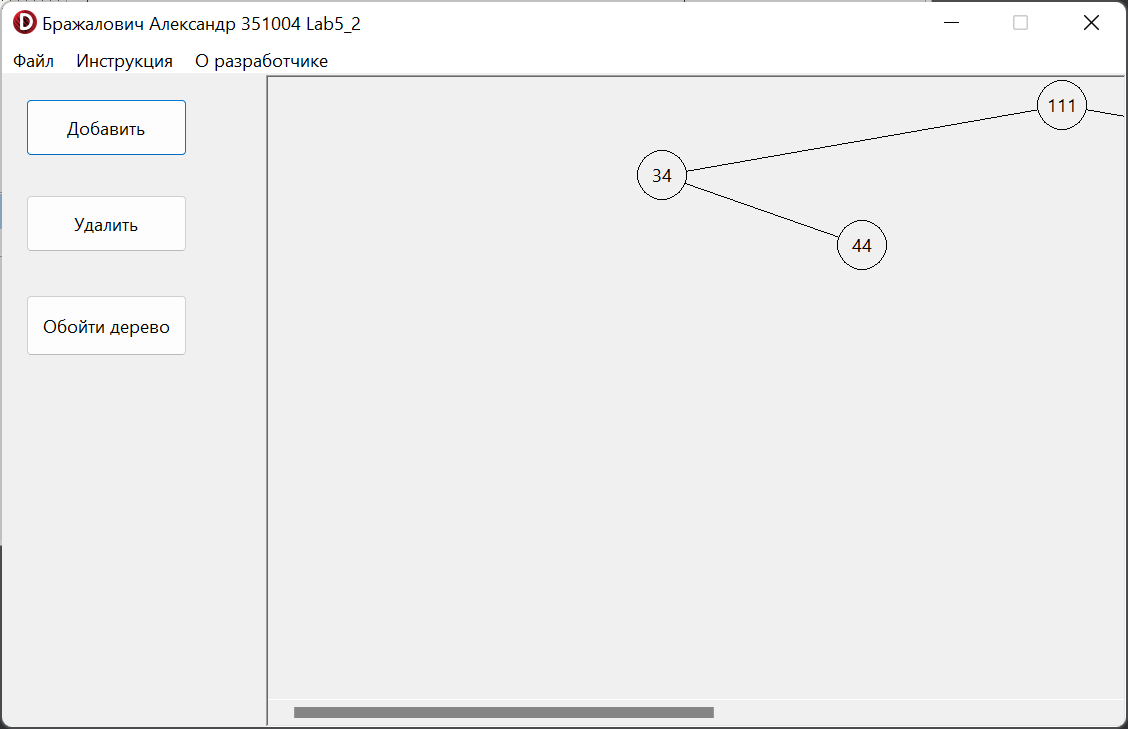 Бражалович Александр 351004 Lab5_2
Файл Инструкция О разработчике
Добавить
Удалить
Обойти дерево
111
34
44